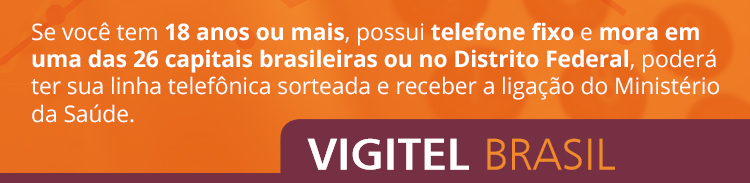 Se você tem 18 anos ou mais, possui telefone fixo e mora em
uma das 26 capitais brasileiras ou no Distrito Federal, poderá
ter sua linha telefônica sorteada e receber a ligação do Ministério
da Saúde.
VIGITEL BRASIL